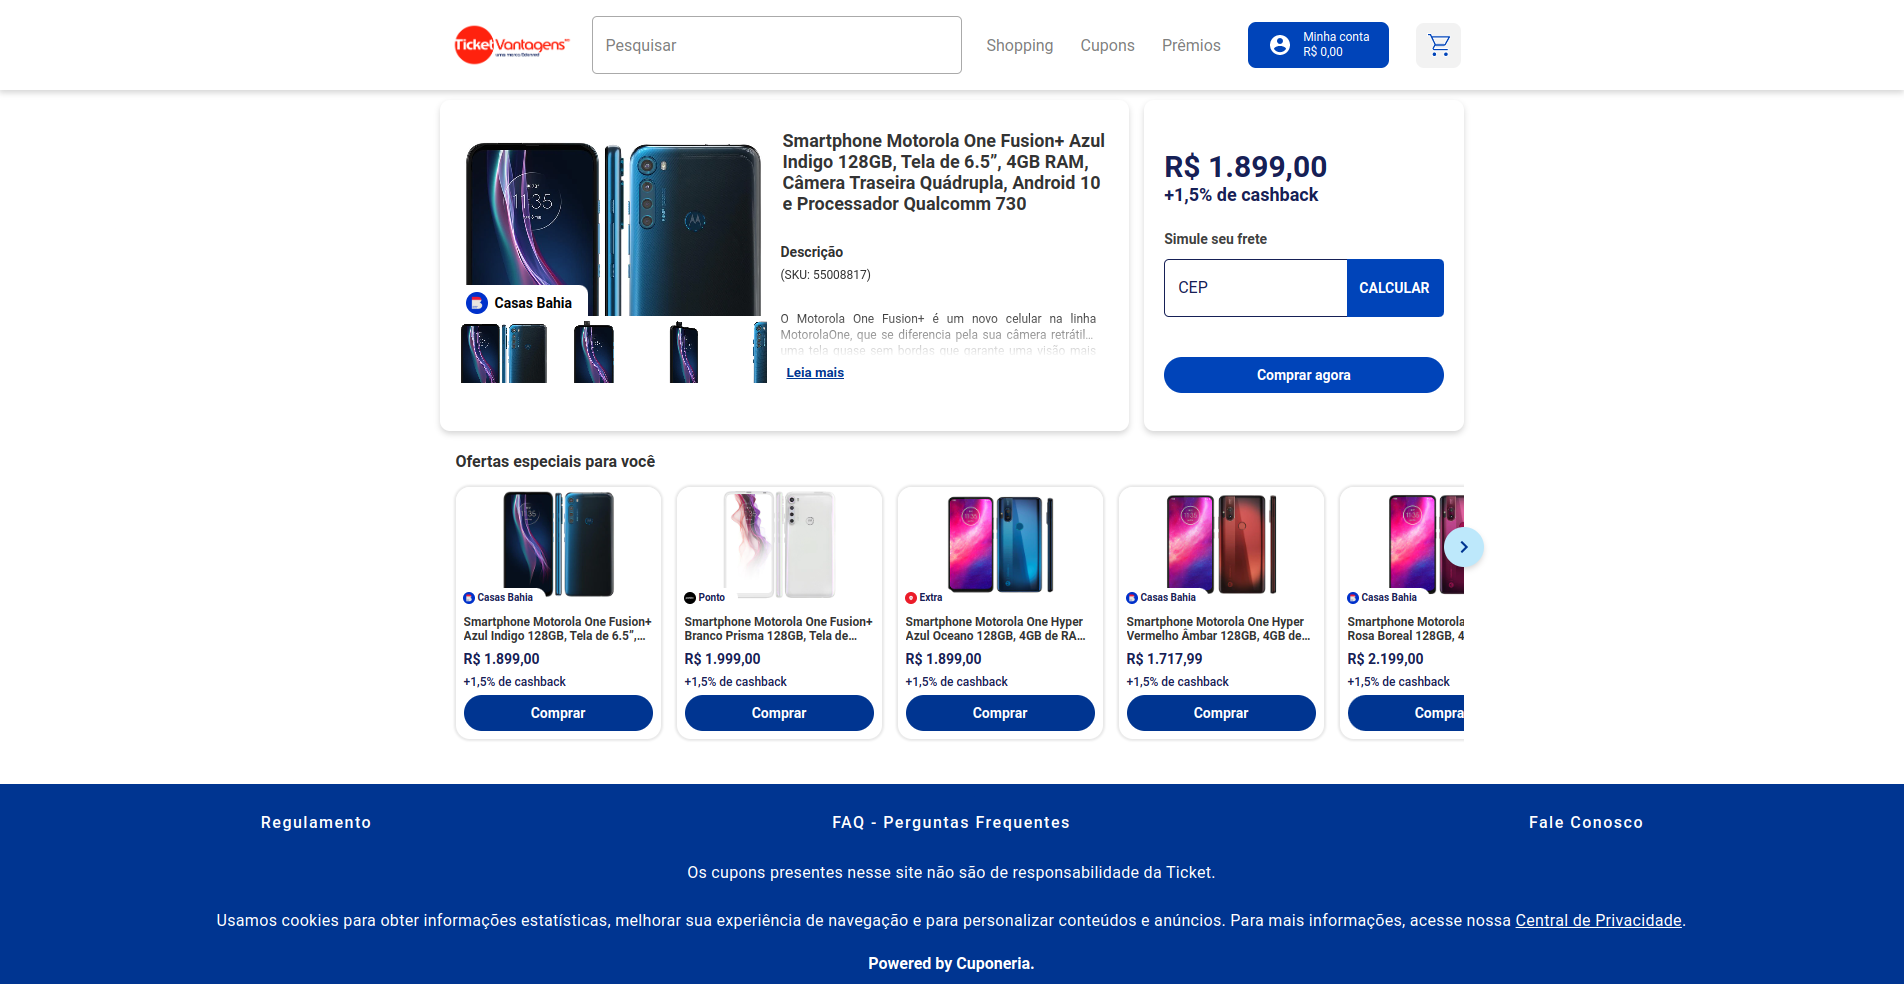 Ticket Vantagens
Pesquisar
Shopping
Cupons
Prêmios
Minha conta
R$ 0,00
Smartphone Motorola One Fusion+ Azul
Indigo 128GB, Tela de 6.5”, 4GB RAM,
Câmera Traseira Quádrupla, Android 10
e Processador Qualcomm 730
Descrição
(SKU: 55008817)
O Motorola One Fusion+ é um novo celular na linha
MotorolaOne, que se diferencia pela sua câmera retrátil...
uma tela quase sem bordas que garante uma visão mais
Leia mais
Casas Bahia
11:35
R$ 1.899,00
+1,5% de cashback
Simule seu frete
CEP
CALCULAR
Comprar agora
Ofertas especiais para você
Casas Bahia
Smartphone Motorola One Fusion+
Azul Indigo 128GB, Tela de 6.5”,...
R$ 1.899,00
+1,5% de cashback
Comprar
Ponto
Smartphone Motorola One Fusion+
Branco Prisma 128GB, Tela de...
R$ 1.999,00
+1,5% de cashback
Comprar
Extra
Smartphone Motorola One Hyper
Azul Oceano 128GB, 4GB de RA...
R$ 1.899,00
+1,5% de cashback
Comprar
Casas Bahia
Smartphone Motorola One Hyper
Vermelho Âmbar 128GB, 4GB de...
R$ 1.717,99
+1,5% de cashback
Comprar
Casas Bahia
Smartphone Motorola
Rosa Boreal 128GB, 4
R$ 2.199,00
+1,5% de cashback
Compra
Regulamento
FAQ - Perguntas Frequentes
Fale Conosco
Os cupons presentes nesse site não são de responsabilidade da Ticket.
Usamos cookies para obter informações estatísticas, melhorar sua experiência de navegação e para personalizar conteúdos e anúncios. Para mais informações, acesse nossa Central de Privacidade.
Powered by Cuponeria.